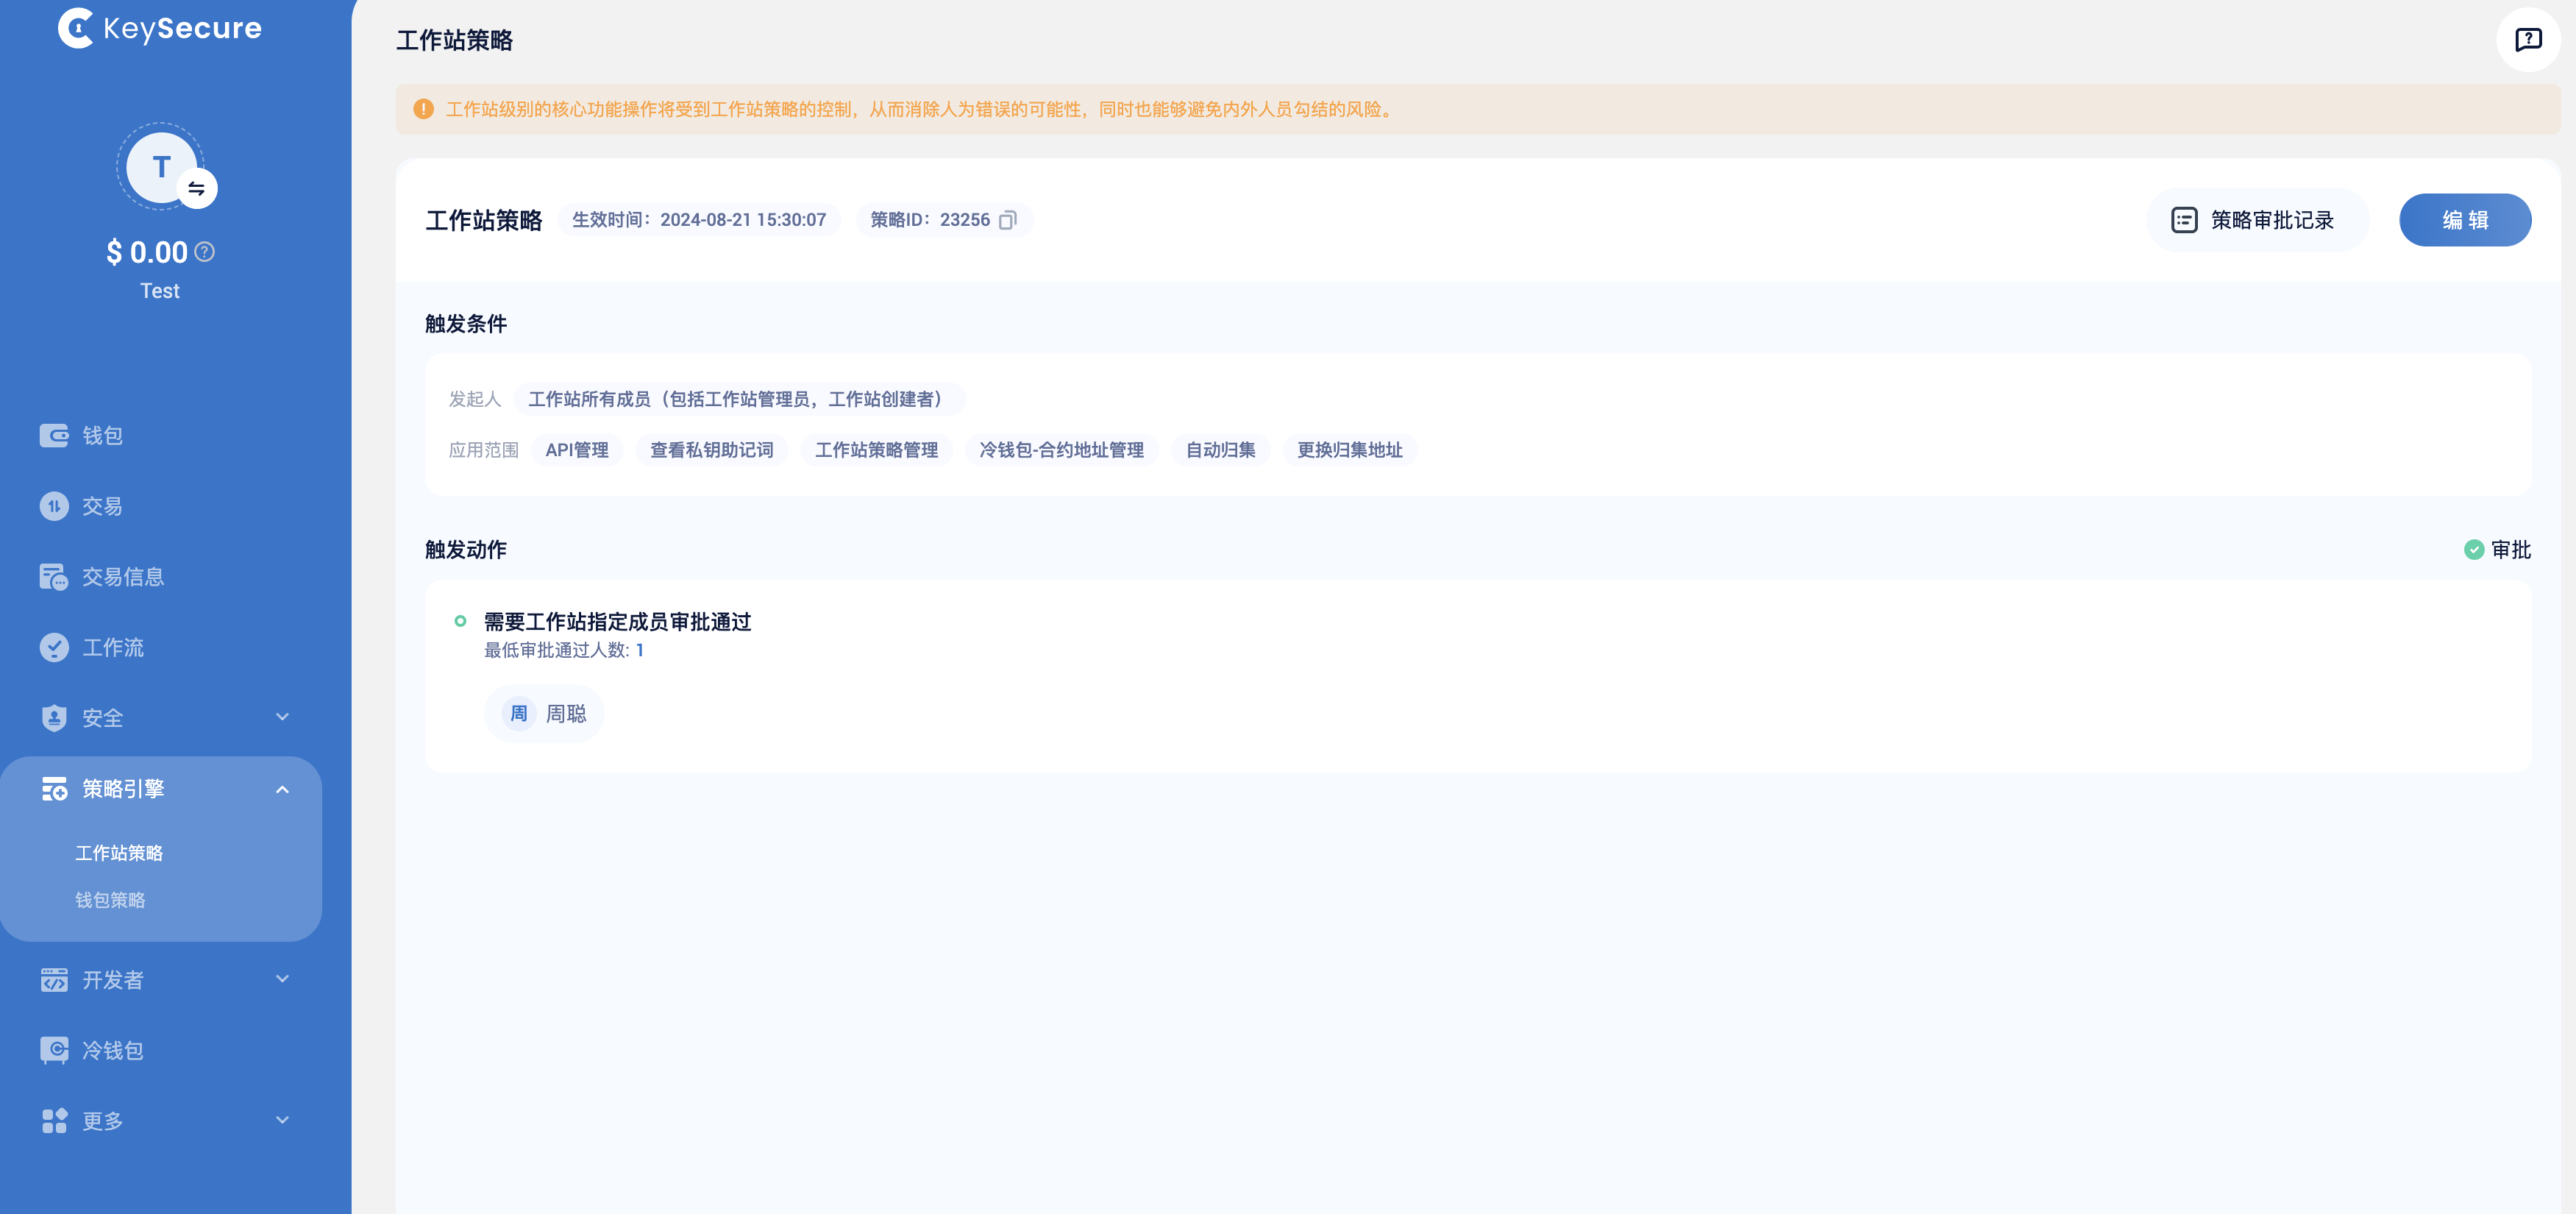 KeySecure
T
$ 0.00
Test
钱包
交易
交易信息
工作流
安全
策略引擎
工作站策略
钱包策略
开发者
冷钱包
更多
工作站策略
工作站级别的核心功能操作将受到工作站策略的控制，从而消除人为错误的可能性，同时也能够避免内外人员勾结的风险。
工作站策略 生效时间：2024-08-21 15:30:07 策略ID：23256 策略审批记录 编 辑
触发条件
发起人 工作站所有成员（包括工作站管理员，工作站创建者）
应用范围 API管理 查看私钥助记词 工作站策略管理 冷钱包-合约地址管理 自动归集 更换归集地址
触发动作 审批
需要工作站指定成员审批通过
最低审批通过人数: 1
周 周聪